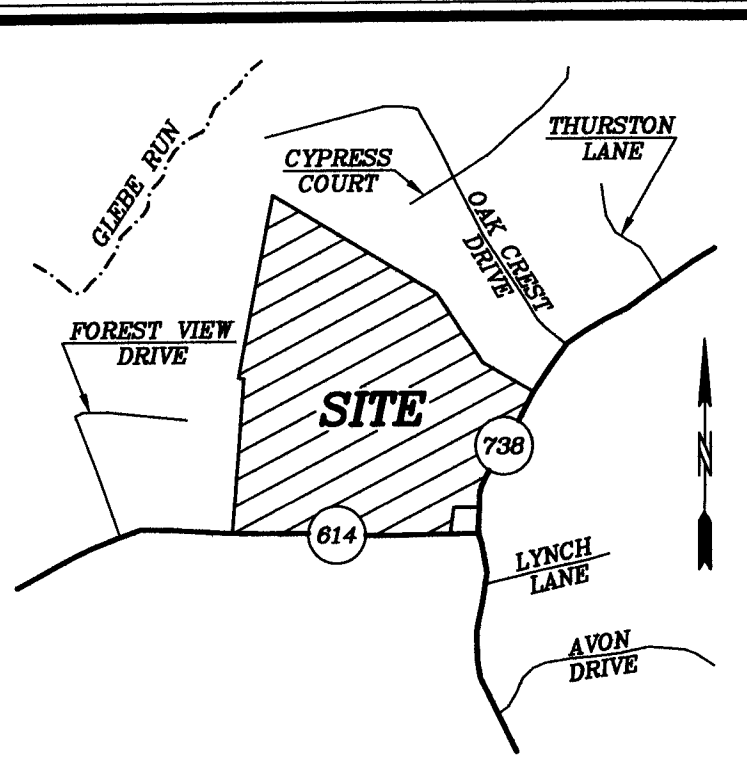 GLEBE RUN
CYPRESS
COURT
THURSTON
LANE
OAK CREST
DRIVE
FOREST VIEW
DRIVE
SITE
738
614
N
LYNCH
LANE
AVON
DRIVE